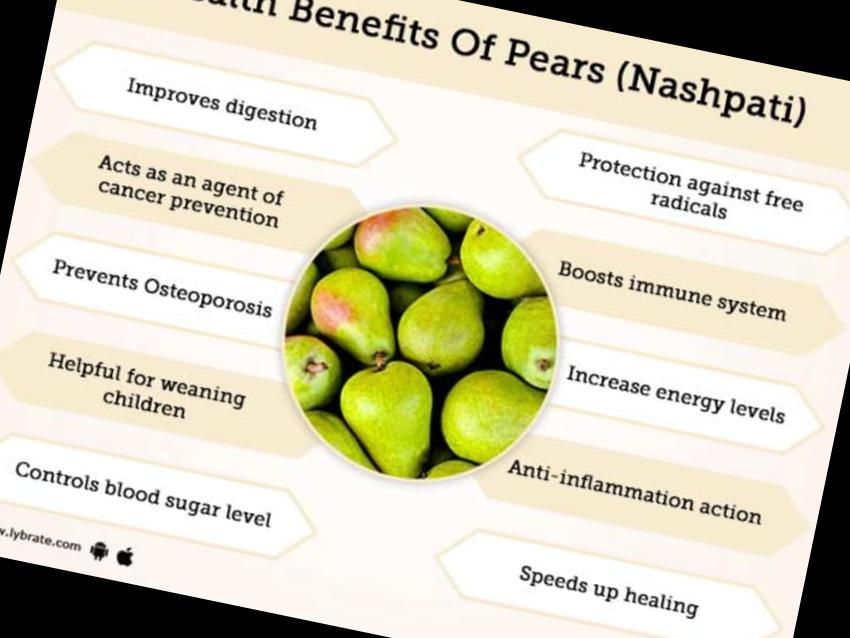 Benefits Of Pears (Nashpati)
Improves digestion
Acts as an agent of
cancer prevention
Prevents Osteoporosis
Helpful for weaning
children
Controls blood sugar level
Protection against free
radicals
Boosts immune system
Increase energy levels
Anti-inflammation action
Speeds up healing
.lybrate.com